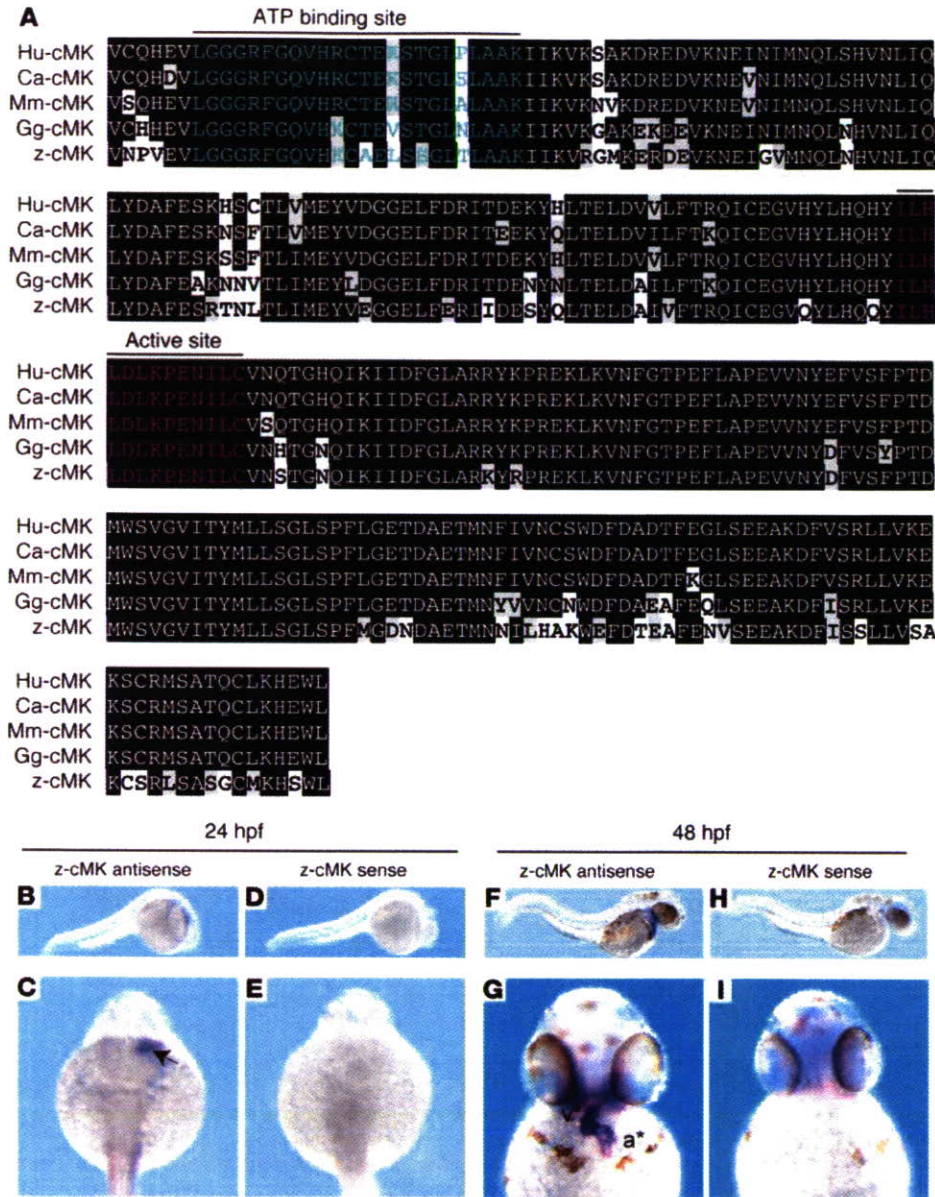 A
ATP binding site
Hu-cMK VCQHEVLGGGRFGQVHRCTEKSTGLPLAAKIIKVKSAKDREDVKNEINIMNQLSHVNLIQ
Ca-cMK VCQHDVLGGGRFGQVHRCTEKSTGLSLAAKIIKVKSAKDREDVKNEVNIMNQLSHVNLIQ
Mm-cMK VSQHEVLGGGRFGQVHRCTEKSTGLALAAKIIKVKNVKDREDVKNEVNIMNQLSHVNLIQ
Gg-cMK VCHHEVLGGGRFGQVHKCTEVSTGLNLAAKIIKVKGAKEKEEVKNEINIMNQLNHVNLIQ
z-cMK VNPVEVLGGGRFGQVHKCAELSSGLTLAAKIIKVRGMKERDEVKNEIGVMNQLNHVNLIQ
Hu-cMK LYDAFESKHSCTLVMEYVDGGELFDRITDEKYHLTELDVVLFTRQICEGVHYLHQHYILH
Ca-cMK LYDAFESKNSFTLVMEYVDGGELFDRITEEKYQLTELDVILFTKQICEGVHYLHQHYILH
Mm-cMK LYDAFESKSSFTLIMEYVDGGELFDRITDEKYHLTELDVVLFTRQICEGVHYLHQHYILH
Gg-cMK LYDAFEAKNNVTLIMEYLDGGELFDRITDENYNLTELDAILFTKQICEGVHYLHQHYILH
z-cMK LYDAFESRTNLTLIMEYVEGGELFERIIDESYQLTELDAIVFTRQICEGVQYLHQQYILH
Active site
Hu-cMK LDLKPENILCVNQTGHQIKIIDFGLARRYKPREKLKVNFGTPEFLAPEVVNYEFVSFPTD
Ca-cMK LDLKPENILCVNQTGHQIKIIDFGLARRYKPREKLKVNFGTPEFLAPEVVNYEFVSFPTD
Mm-cMK LDLKPENILCVSQTGHQIKIIDFGLARRYKPREKLKVNFGTPEFLAPEVVNYEFVSFPTD
Gg-cMK LDLKPENILCVNHTGNQIKIIDFGLARRYKPREKLKVNFGTPEFLAPEVVNYDFVSYPTD
z-cMK LDLKPENILCVNSTGNQIKIIDFGLARKYRPREKLKVNFGTPEFLAPEVVNYDFVSFPTD
Hu-cMK MWSVGVITYMLLSGLSPFLGETDAETMNFIVNCSWDFDADTFEGLSEEAKDFVSRLLVKE
Ca-cMK MWSVGVITYMLLSGLSPFLGETDAETMNFIVNCSWDFDADTFEGLSEEAKDFVSRLLVKE
Mm-cMK MWSVGVITYMLLSGLSPFLGETDAETMNFIVNCSWDFDADTFKGLSEEAKDFVSRLLVKE
Gg-cMK MWSVGVITYMLLSGLSPFLGETDAETMNYVVNCNWDFDAEAFEQLSEEAKDFISRLLVKE
z-cMK MWSVGVITYMLLSGLSPFMGDNDAETMNNILHAKWEFDTEAFENVSEEAKDFISSLLVSA
Hu-cMK KSCRMSATQCLKHEWL
Ca-cMK KSCRMSATQCLKHEWL
Mm-cMK KSCRMSATQCLKHEWL
Gg-cMK KSCRMSATQCLKHEWL
z-cMK KCSRLSASGCMKHSWL
24 hpf
48 hpf
z-cMK antisense
z-cMK sense
z-cMK antisense
z-cMK sense
B
D
F
H
C
E
G
I
v
a*